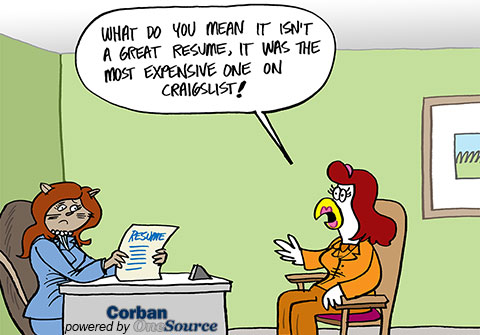 WHAT DO YOU MEAN IT ISN'T
A GREAT RESUME, IT WAS THE
MOST EXPENSIVE ONE ON
CRAIGSLIST!
RESUME
Corban
powered by OneSource